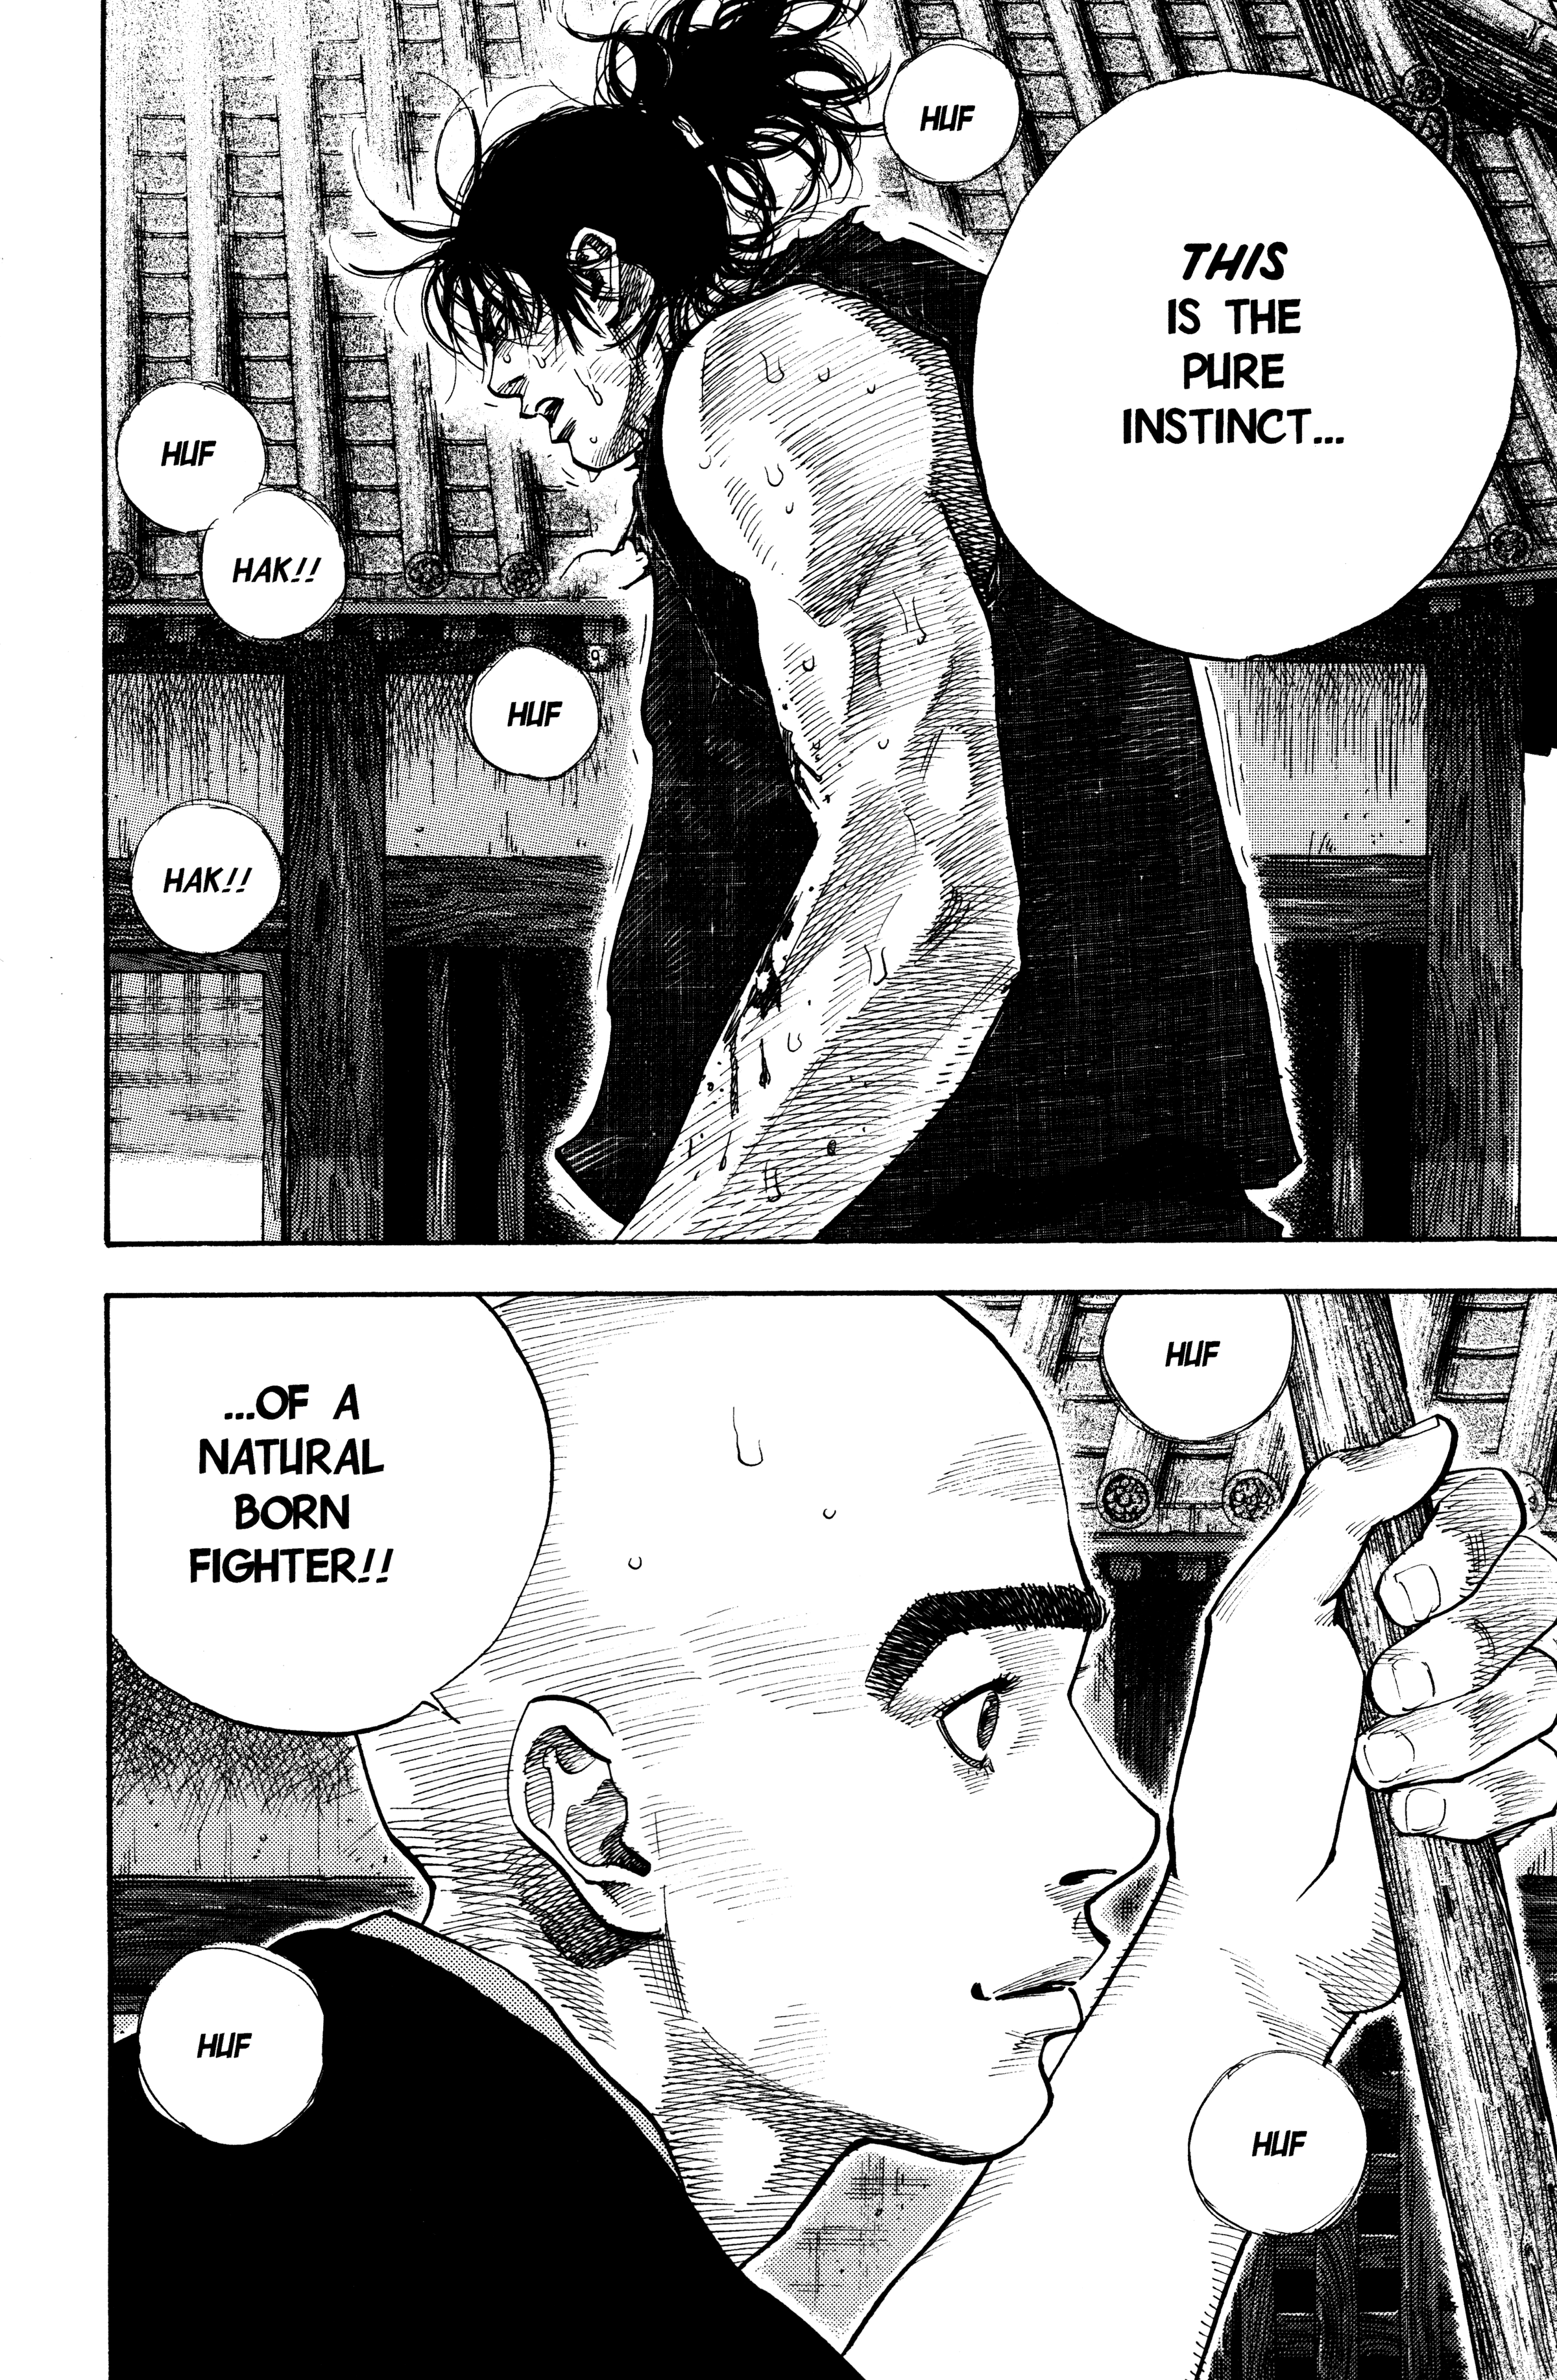 HUF
THIS
IS THE
PURE
INSTINCT...
HUF
HAK!!
HUF
HAK!!
HUF
...OF A
NATURAL
BORN
FIGHTER!!
HUF
HUF